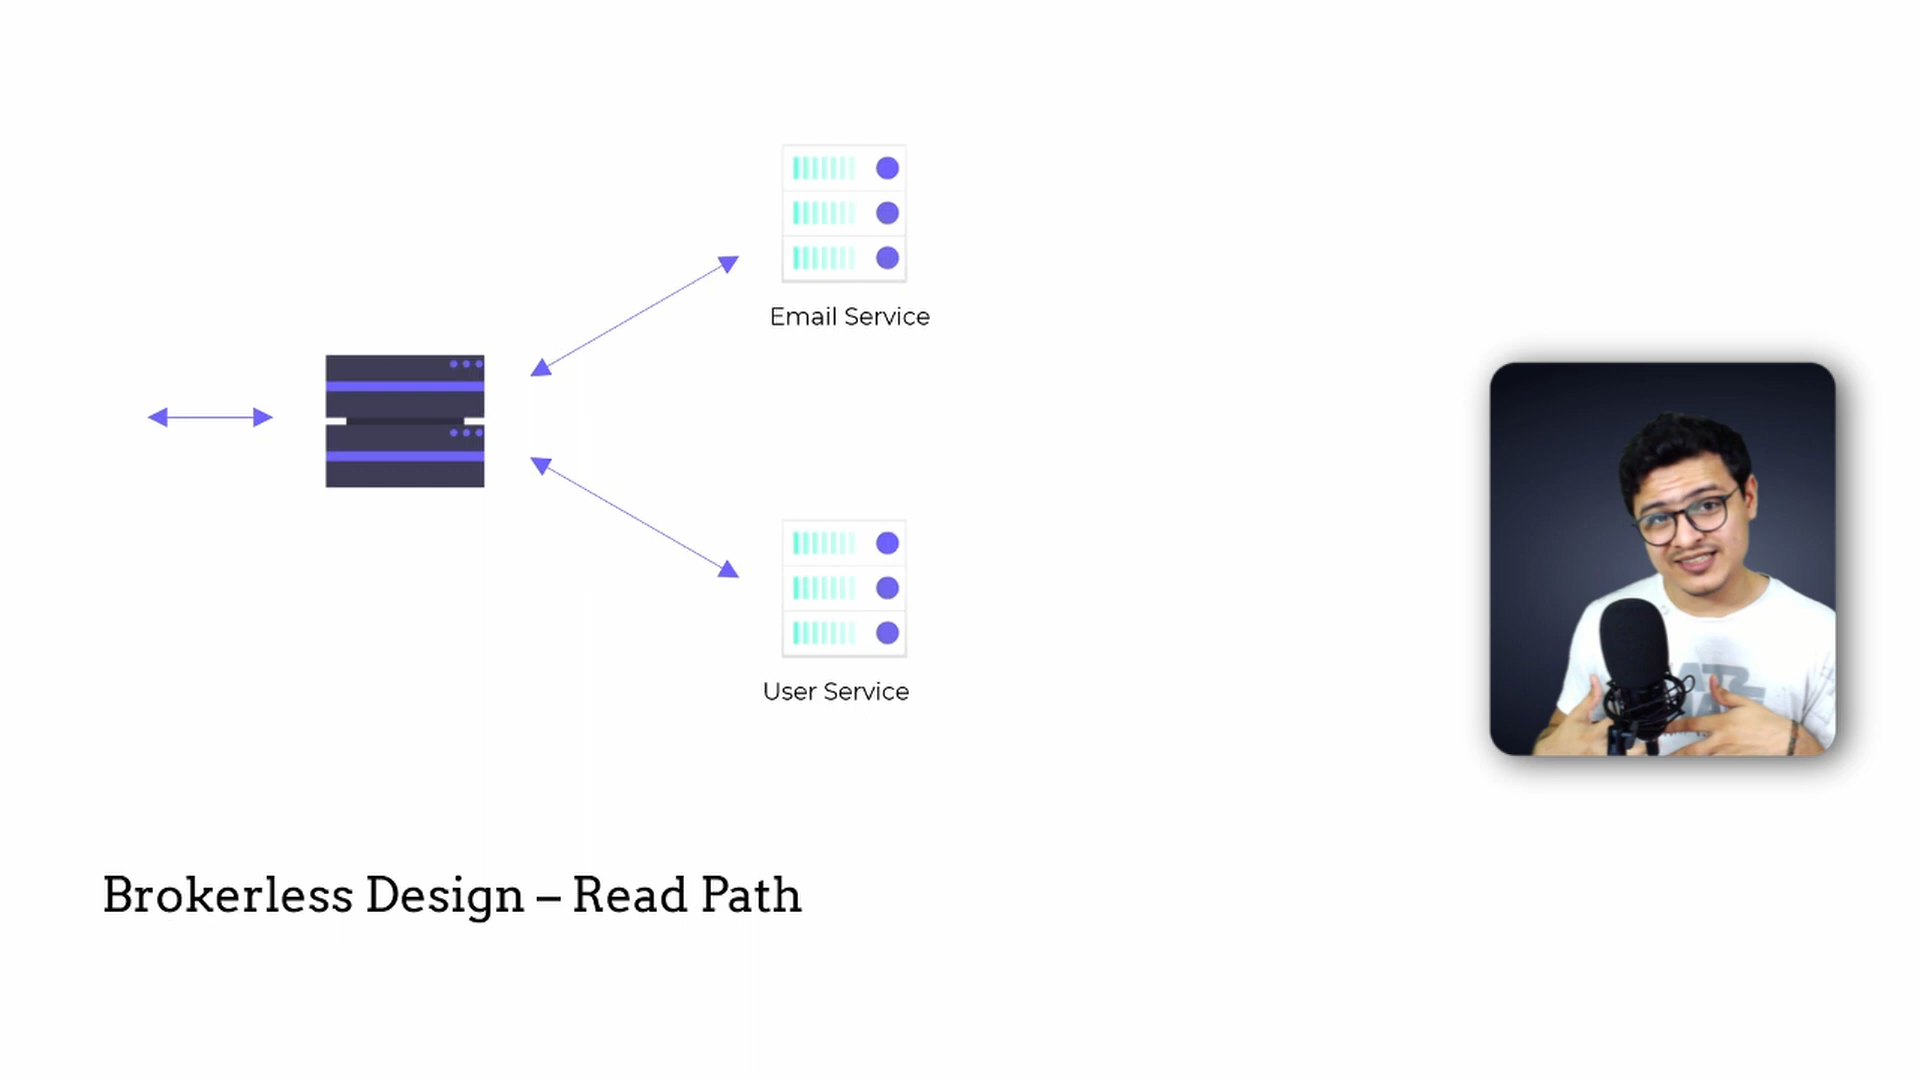 Email Service
User Service
Brokerless Design – Read Path